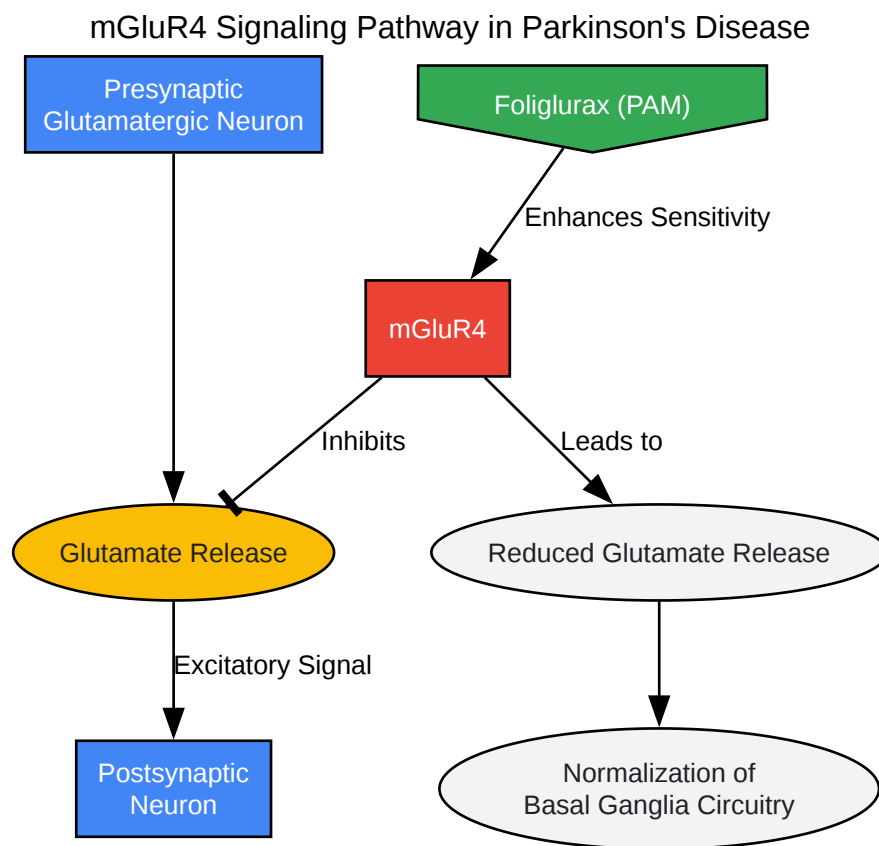 mGluR4 Signaling Pathway in Parkinson's Disease
Presynaptic
Glutamatergic Neuron
Foliglurax (PAM)
Enhances Sensitivity
mGluR4
Inhibits
Leads to
Glutamate Release
Reduced Glutamate Release
Excitatory Signal
Postsynaptic
Neuron
Normalization of
Basal Ganglia Circuitry